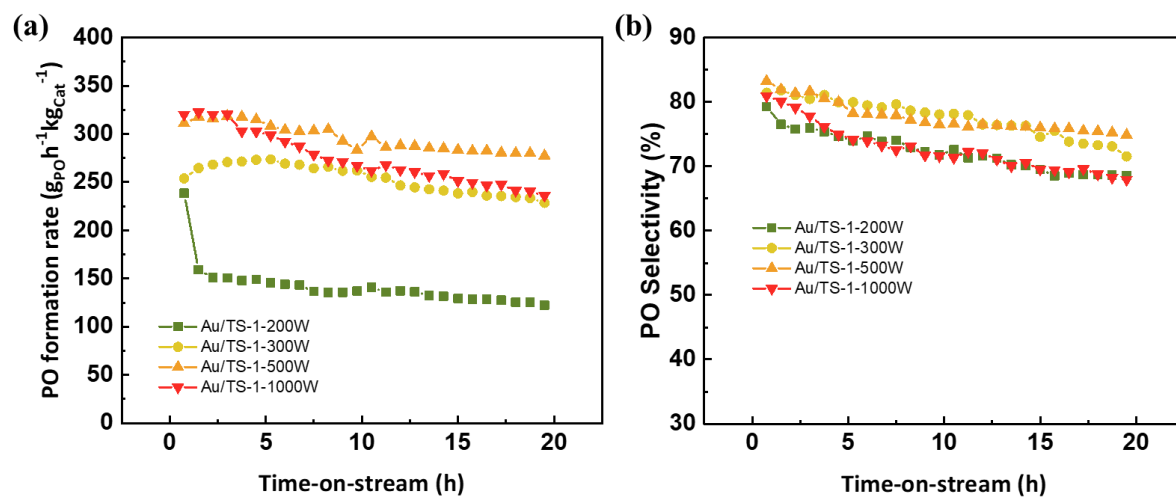 (a)
PO formation rate (gPOh-1kgCat-1)
400
350
300
250
200
150
100
50
0
Au/TS-1-200W
Au/TS-1-300W
Au/TS-1-500W
Au/TS-1-1000W
0 5 10 15 20
Time-on-stream (h)
(b)
PO Selectivity (%)
90
80
70
60
50
40
30
Au/TS-1-200W
Au/TS-1-300W
Au/TS-1-500W
Au/TS-1-1000W
0 5 10 15 20
Time-on-stream (h)